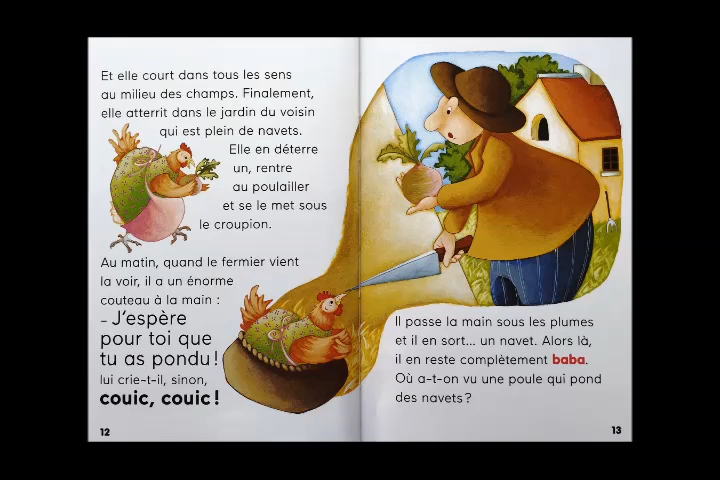 Et elle court dans tous les sens
au milieu des champs. Finalement,
elle atterrit dans le jardin du voisin
qui est plein de navets.
Elle en déterre
un, rentre
au poulailler
et se le met sous
le croupion.
Au matin, quand le fermier vient
la voir, il a un énorme
couteau à la main :
– J'espère
pour toi que
tu as pondu !
lui crie-t-il, sinon,
couic, couic !
12
Il passe la main sous les plumes
et il en sort... un navet. Alors là,
il en reste complètement baba.
Où a-t-on vu une poule qui pond
des navets ?
13